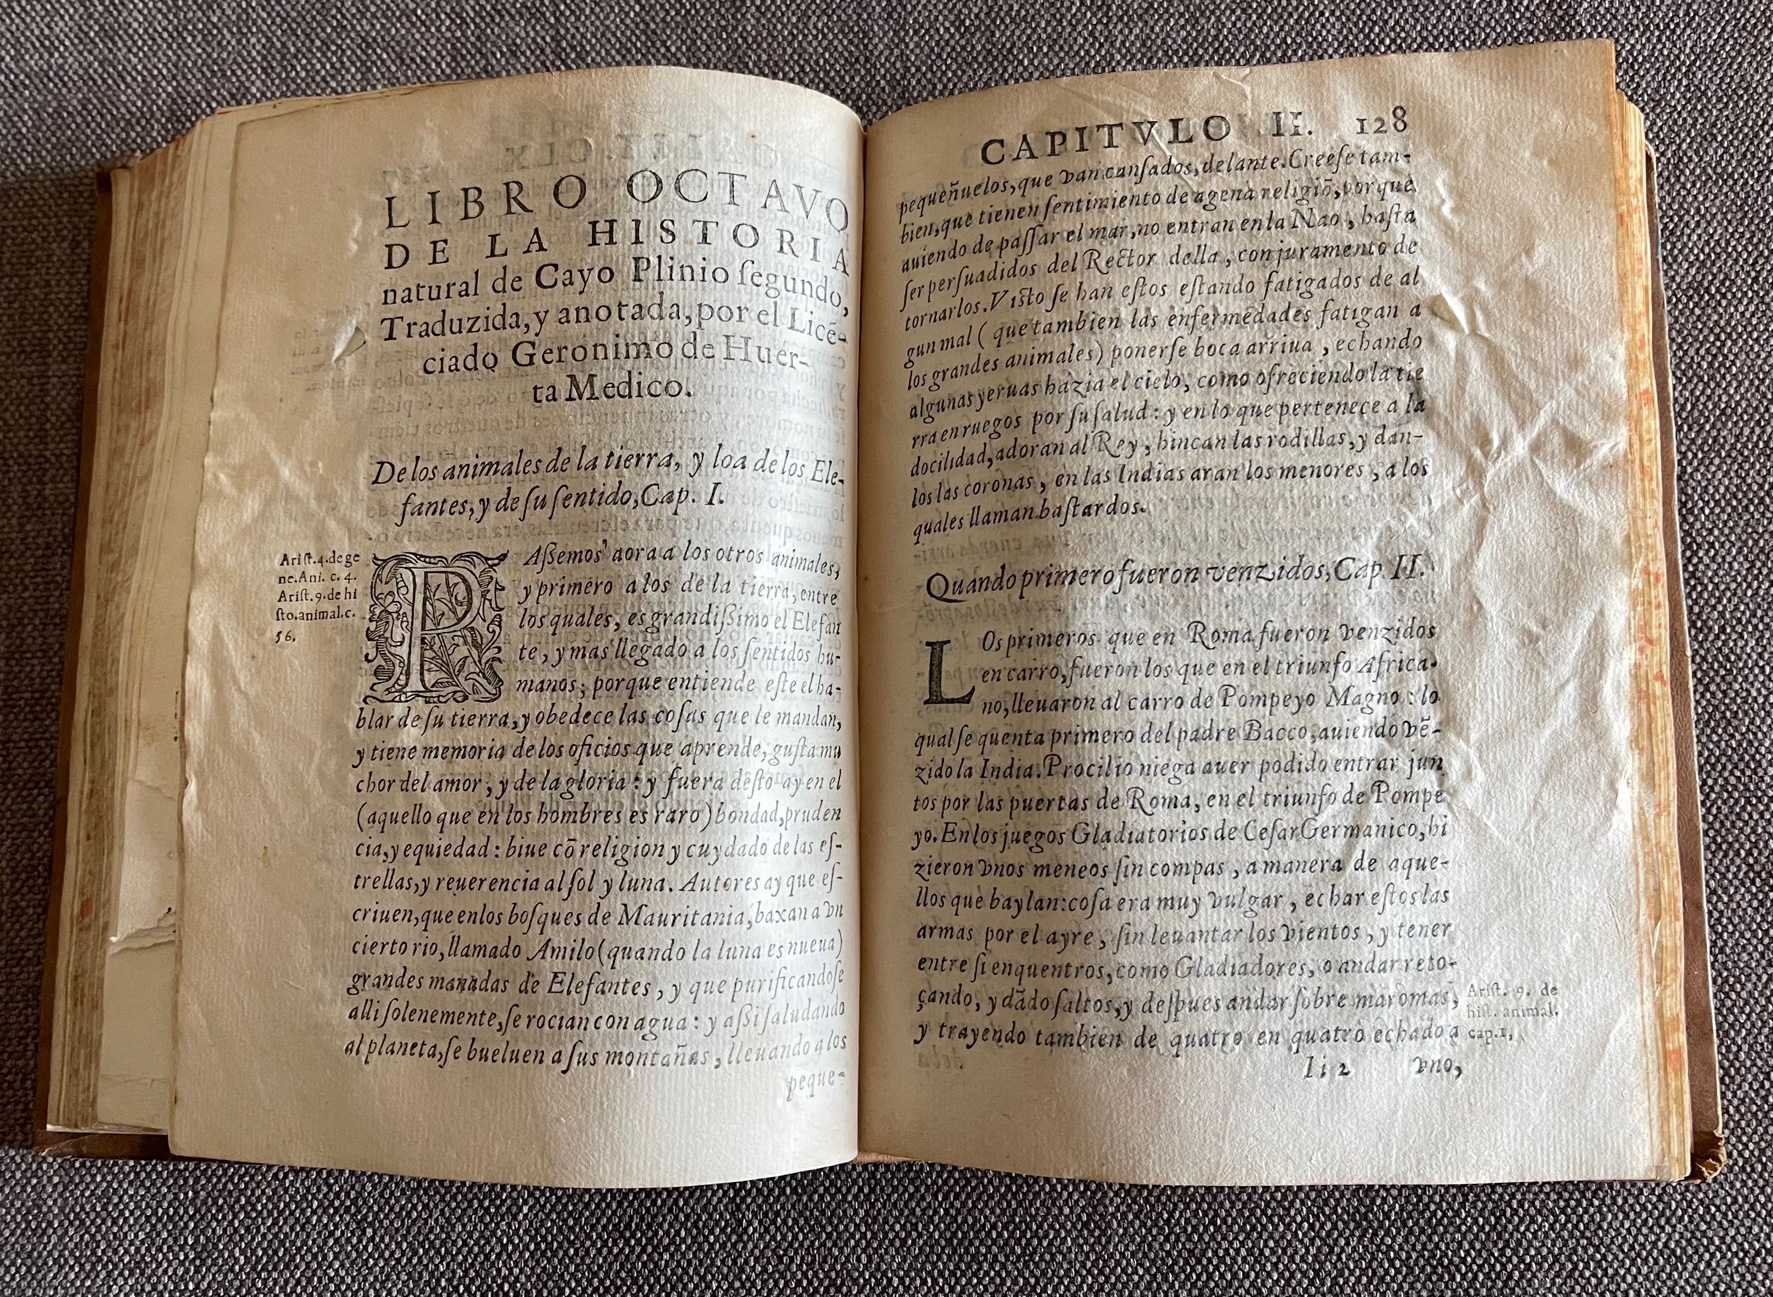 LIBRO OCTAVO
DE LA HISTORIA
natural de Cayo Plinio ſegundo,
Traduzida, y anotada, por el Licē-
ciado Geronimo de Huer-
ta Medico.
De los animales de la tierra, y loa de los Ele-
fantes, y de ſu ſentido, Cap. I.
Ariſt. 4. de ge
ne. Ani. c. 4.
Ariſt. 9. de hi
ſto. animal. c.
56.
PAſſemos aora a los otros animales,
y primero a los de la tierra, entre
los quales, es grandiſſimo el Elefan
te, y mas llegado a los ſentidos hu-
manos; porque entiende eſte el ha-
blar de ſu tierra, y obedece las coſas que le mandan,
y tiene memoria de los oficios que aprende, guſta mu
cho del amor, y de la gloria: y fuera deſto ay en el
(aquello que en los hombres es raro) bondad, pruden
cia, y equiedad: biue cō religion y cuydado de las eſ-
trellas, y reuerencia al ſol y luna. Autores ay que eſ-
criuen, que en los boſques de Mauritania, baxan a vn
cierto rio, llamado Amilo (quando la luna es nueua)
grandes manadas de Elefantes, y que purificandoſe
alli ſolenemente, ſe rocian con agua: y aſſi ſaludando
al planeta, ſe bueluen a ſus montañas, lleuando a los
peque-
CAPITVLO II. 128
pequeñuelos, que van canſados, delante. Creeſe tam-
bien, que tienen ſentimiento de agena religiō, porque
auiendo de paſſar el mar, no entran en la Nao, haſta
ſer perſuadidos del Rector della, con juramento de
tornarlos. Viſto ſe han eſtos eſtando fatigados de al
gun mal (que tambien las enfermedades fatigan a
los grandes animales) ponerſe boca arriua, echando
algunas yeruas házia el cielo, como ofreciendo la tie
rra en ruegos por ſu ſalud: y en lo que pertenece a la
docilidad, adoran al Rey, hincan las rodillas, y dan-
los las coronas, en las Indias aran los menores, a los
quales llaman baſtardos.
Quando primero fueron venzidos, Cap II.
LOs primeros que en Roma fueron venzidos
en carro, fueron los que en el triunfo Africa-
no, lleuaron al carro de Pompeyo Magno: lo
qual ſe quenta primero del padre Bacco, auiendo vē-
zido la India. Procilio niega auer podido entrar jun
tos por las puertas de Roma, en el triunfo de Pompe
yo. En los juegos Gladiatorios de Ceſar Germanico, hi
zieron vnos meneos ſin compas, a manera de aque-
llos que baylan: coſa era muy vulgar, echar eſtos las
armas por el ayre, ſin leuantar los vientos, y tener
entre ſi enquentros, como Gladiadores, o andar reto-
çando, y dādo ſaltos, y deſpues andar ſobre maromas,
y trayendo tambien de quatro en quatro echado a
Ariſt. 9. de
hiſt. animal.
cap. 1,
Ii 2 vno,